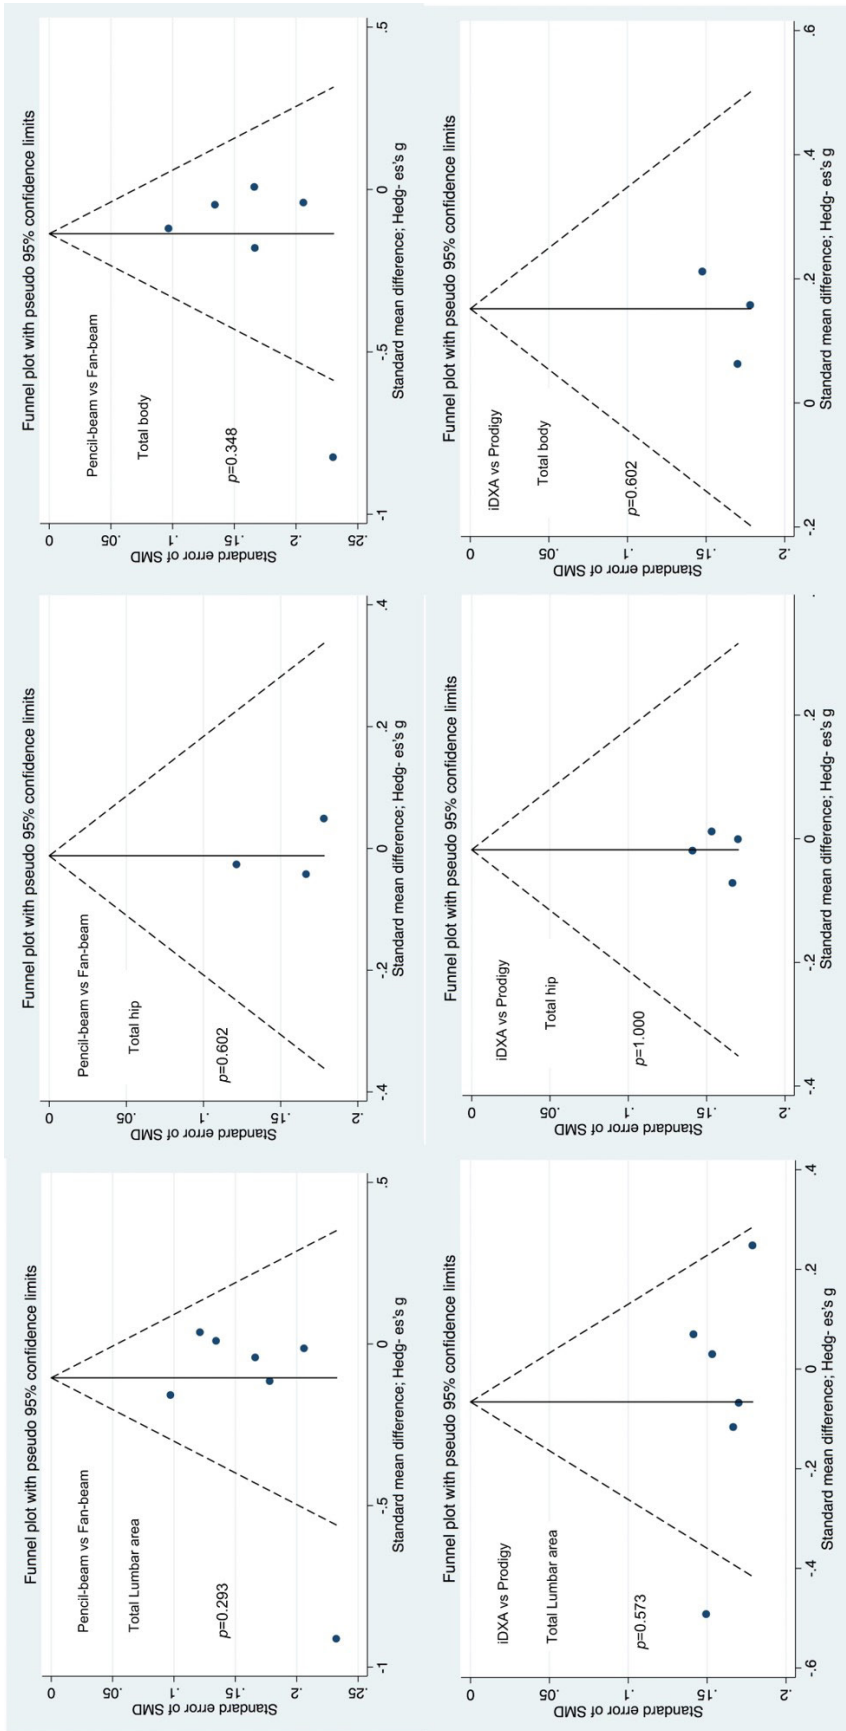 Funnel plot with pseudo 95% confidence limits
Pencil-beam vs Fan-beam
Total Lumbar area
p=0.293
Standard error of SMD
0
.05
.1
.15
.2
.25
-1
-.5
0
.5
Standard mean difference; Hedg- es's g
Funnel plot with pseudo 95% confidence limits
Pencil-beam vs Fan-beam
Total hip
p=0.602
Standard error of SMD
0
.05
.1
.15
.2
-.4
-.2
0
.2
.4
Standard mean difference; Hedg- es's g
Funnel plot with pseudo 95% confidence limits
Pencil-beam vs Fan-beam
Total body
p=0.348
Standard error of SMD
0
.05
.1
.15
.2
.25
-1
-.5
0
.5
Standard mean difference; Hedg- es's g
Funnel plot with pseudo 95% confidence limits
iDXA vs Prodigy
Total Lumbar area
p=0.573
Standard error of SMD
0
.05
.1
.15
.2
-.6
-.4
-.2
0
.2
.4
Standard mean difference; Hedg- es's g
Funnel plot with pseudo 95% confidence limits
iDXA vs Prodigy
Total hip
p=1.000
Standard error of SMD
0
.05
.1
.15
.2
-.4
-.2
0
.2
Standard mean difference; Hedg- es's g
Funnel plot with pseudo 95% confidence limits
iDXA vs Prodigy
Total body
p=0.602
Standard error of SMD
0
.05
.1
.15
.2
-.2
0
.2
.4
.6
Standard mean difference; Hedg- es's g